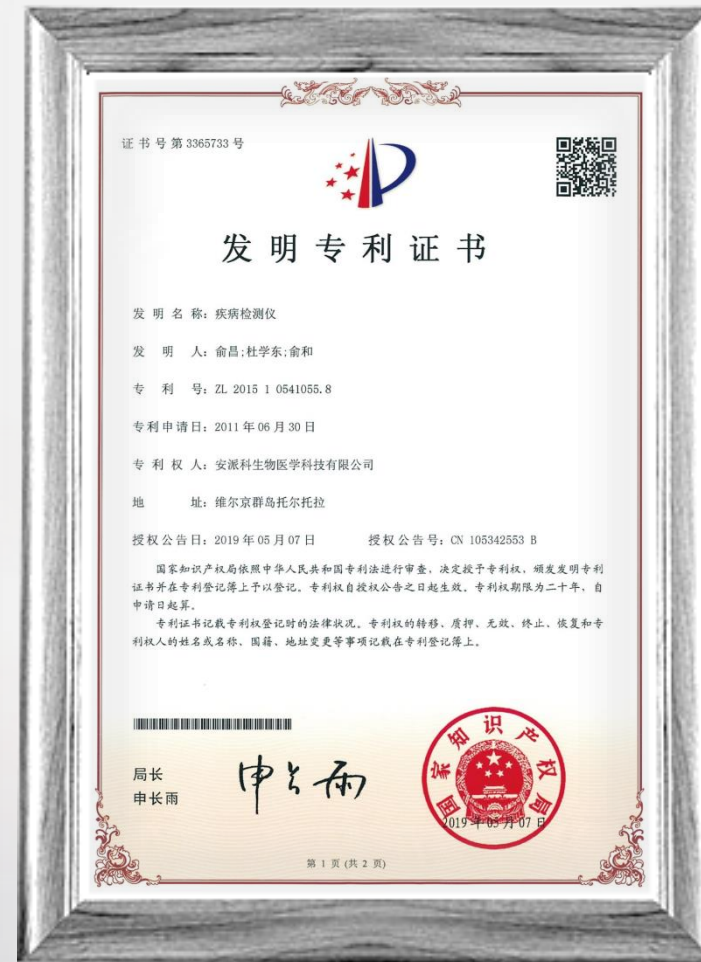 证书号第3365733号
发明专利证书
发明名称：疾病检测仪
发明人：俞昌;杜学东;俞和
专利号：ZL 2015 1 0541055.8
专利申请日：2011年06月30日
专利权人：安派科生物医学科技有限公司
地址：维尔京群岛托尔托拉
授权公告日：2019年05月07日 授权公告号：CN 105342553 B
国家知识产权局依照中华人民共和国专利法进行审查，决定授予专利权，颁发发明专利
证书并在专利登记簿上予以登记。专利权自授权公告之日起生效。专利权期限为二十年，自
申请日起算。
专利证书记载专利权登记时的法律状况。专利权的转移、质押、无效、终止、恢复和专
利权人的姓名或名称、国籍、地址变更等事项记载在专利登记簿上。
局长
申长雨
申长雨
国家知识产权局
2019年05月07日
第 1 页 (共 2 页)